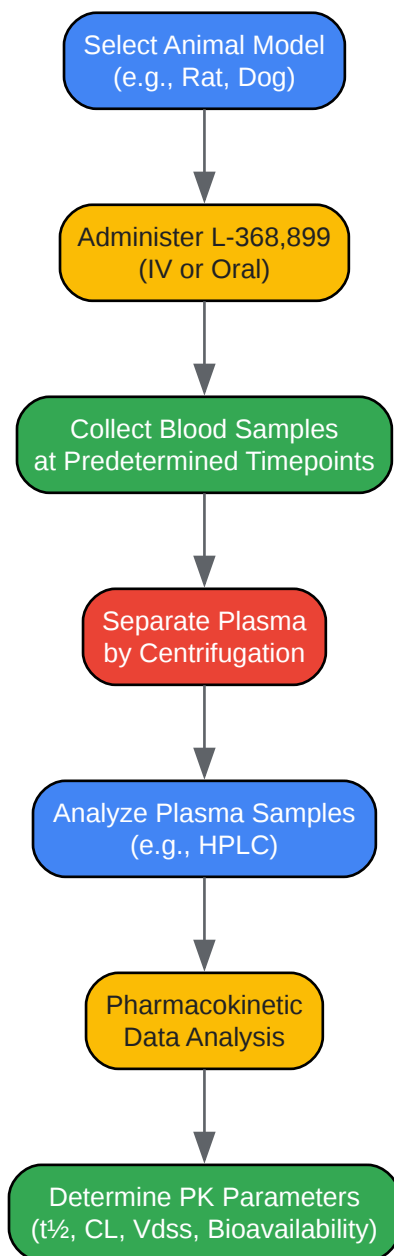 Select Animal Model
(e.g., Rat, Dog)
Administer L-368,899
(IV or Oral)
Collect Blood Samples
at Predetermined Timepoints
Separate Plasma
by Centrifugation
Analyze Plasma Samples
(e.g., HPLC)
Pharmacokinetic
Data Analysis
Determine PK Parameters
(t½, CL, Vdss, Bioavailability)